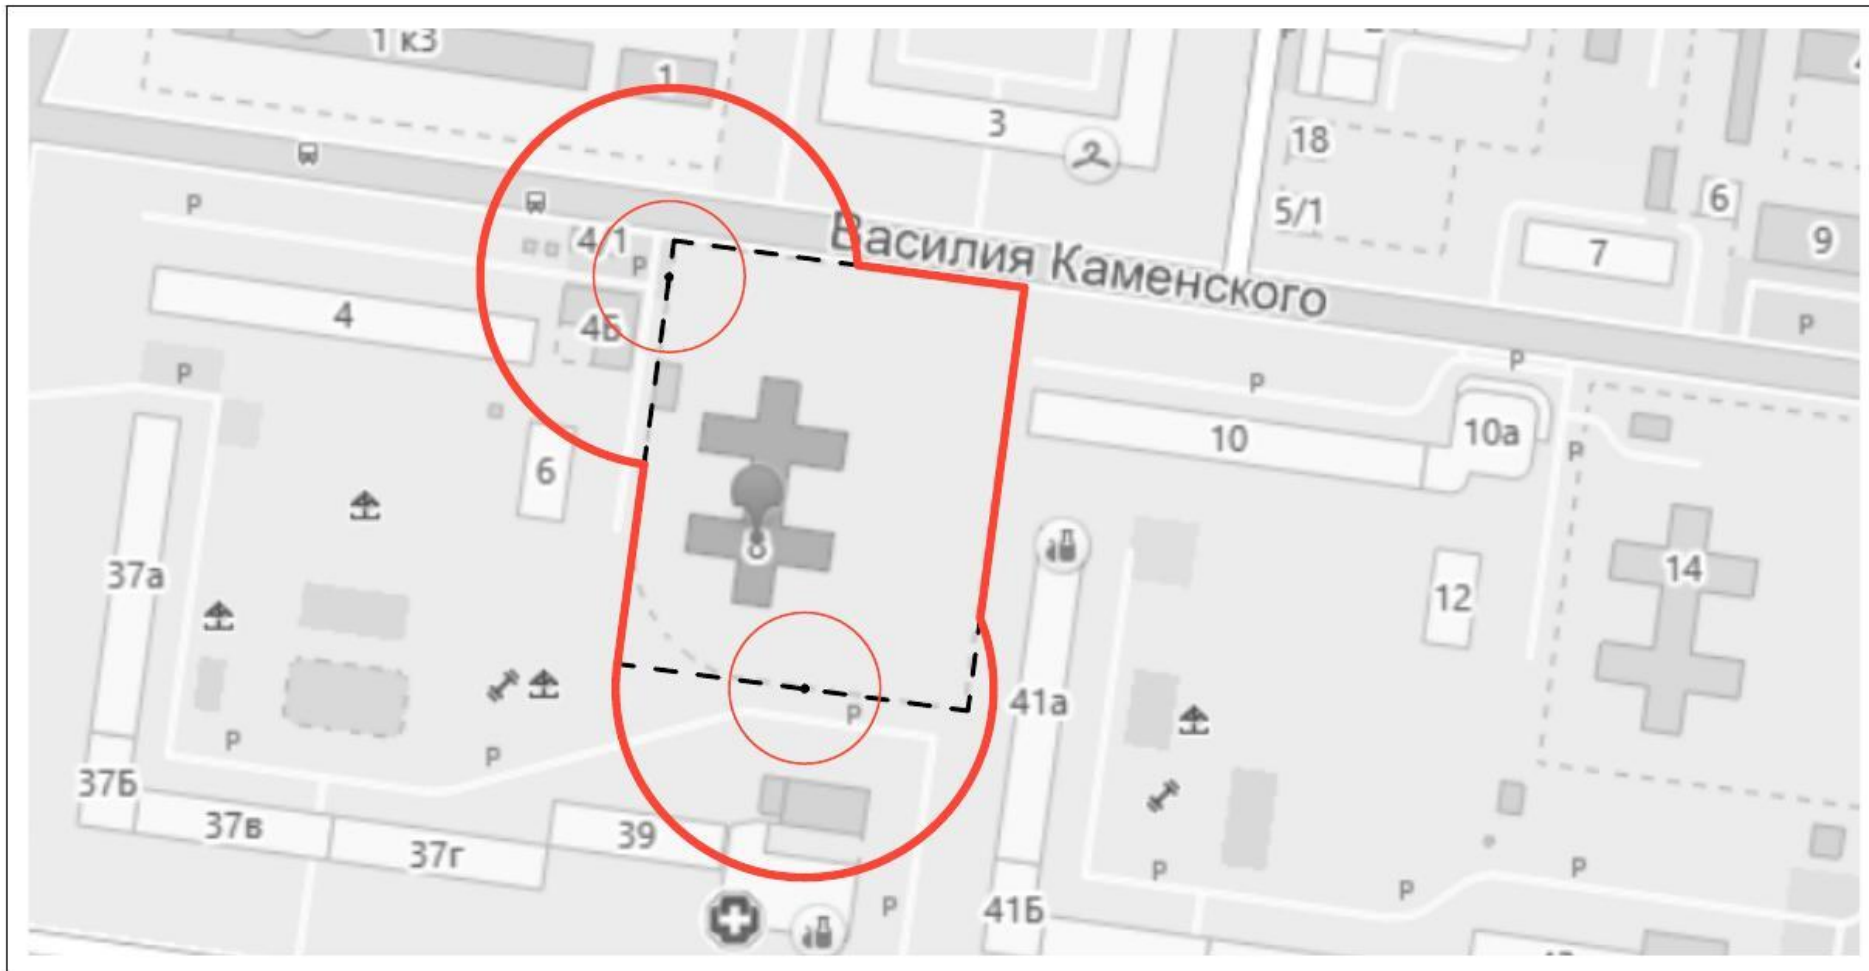 1 к3
1
3
18
5/1
6
7
9
Р
4/1
Р
Василия Каменского
4
4Б
Р
Р
Р
Р
10
10а
Р
6
8
37а
12
14
Р
41а
Р
Р
37Б
37в
37г
39
Р
Р
Р
Р
41Б